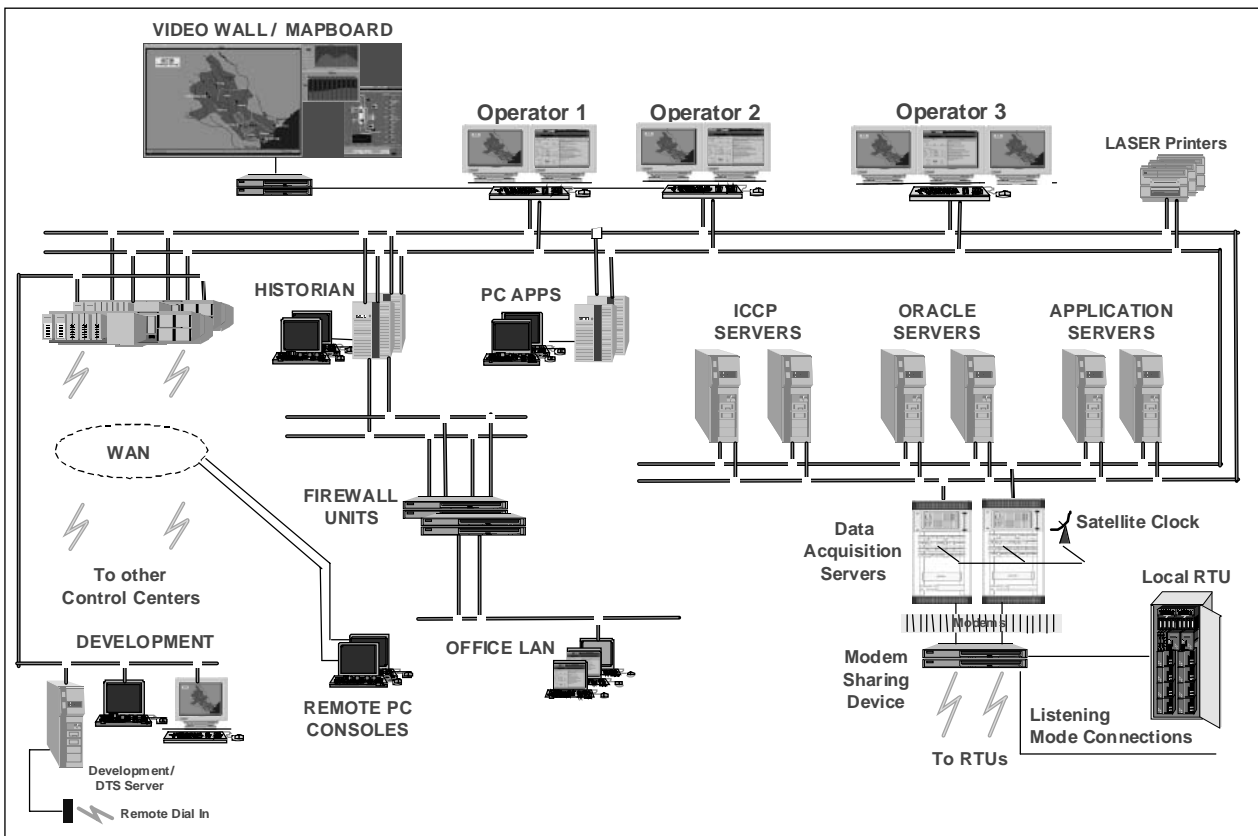 VIDEO WALL / MAPBOARD
Operator 1
Operator 2
Operator 3
LASER Printers
HISTORIAN
PC APPS
ICCP
SERVERS
ORACLE
SERVERS
APPLICATION
SERVERS
WAN
FIREWALL
UNITS
Data
Acquisition
Servers
Satellite Clock
To other
Control Centers
Local RTU
Modems
DEVELOPMENT
OFFICE LAN
Modem
Sharing
Device
REMOTE PC
CONSOLES
Listening
Mode Connections
To RTUs
Development/
DTS Server
Remote Dial In